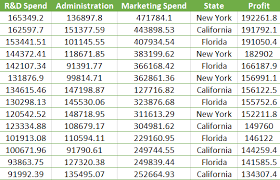 R&D Spend Administration Marketing Spend State Profit
165349.2 136897.8 471784.1 New York 192261.8
162597.7 151377.59 443898.53 California 191792.1
153441.51 101145.55 407934.54 Florida 191050.4
144372.41 118671.85 383199.62 New York 182902
142107.34 91391.77 366168.42 Florida 166187.9
131876.9 99814.71 362861.36 New York 156991.1
134615.46 147198.87 127716.82 California 156122.5
130298.13 145530.06 323876.68 Florida 155752.6
120542.52 148718.95 311613.29 New York 152211.8
123334.88 108679.17 304981.62 California 149760
101913.08 110594.11 229160.95 Florida 146122
100671.96 91790.61 249744.55 California 144259.4
93863.75 127320.38 249839.44 Florida 141585.5
91992.39 135495.07 252664.93 California 134307.4